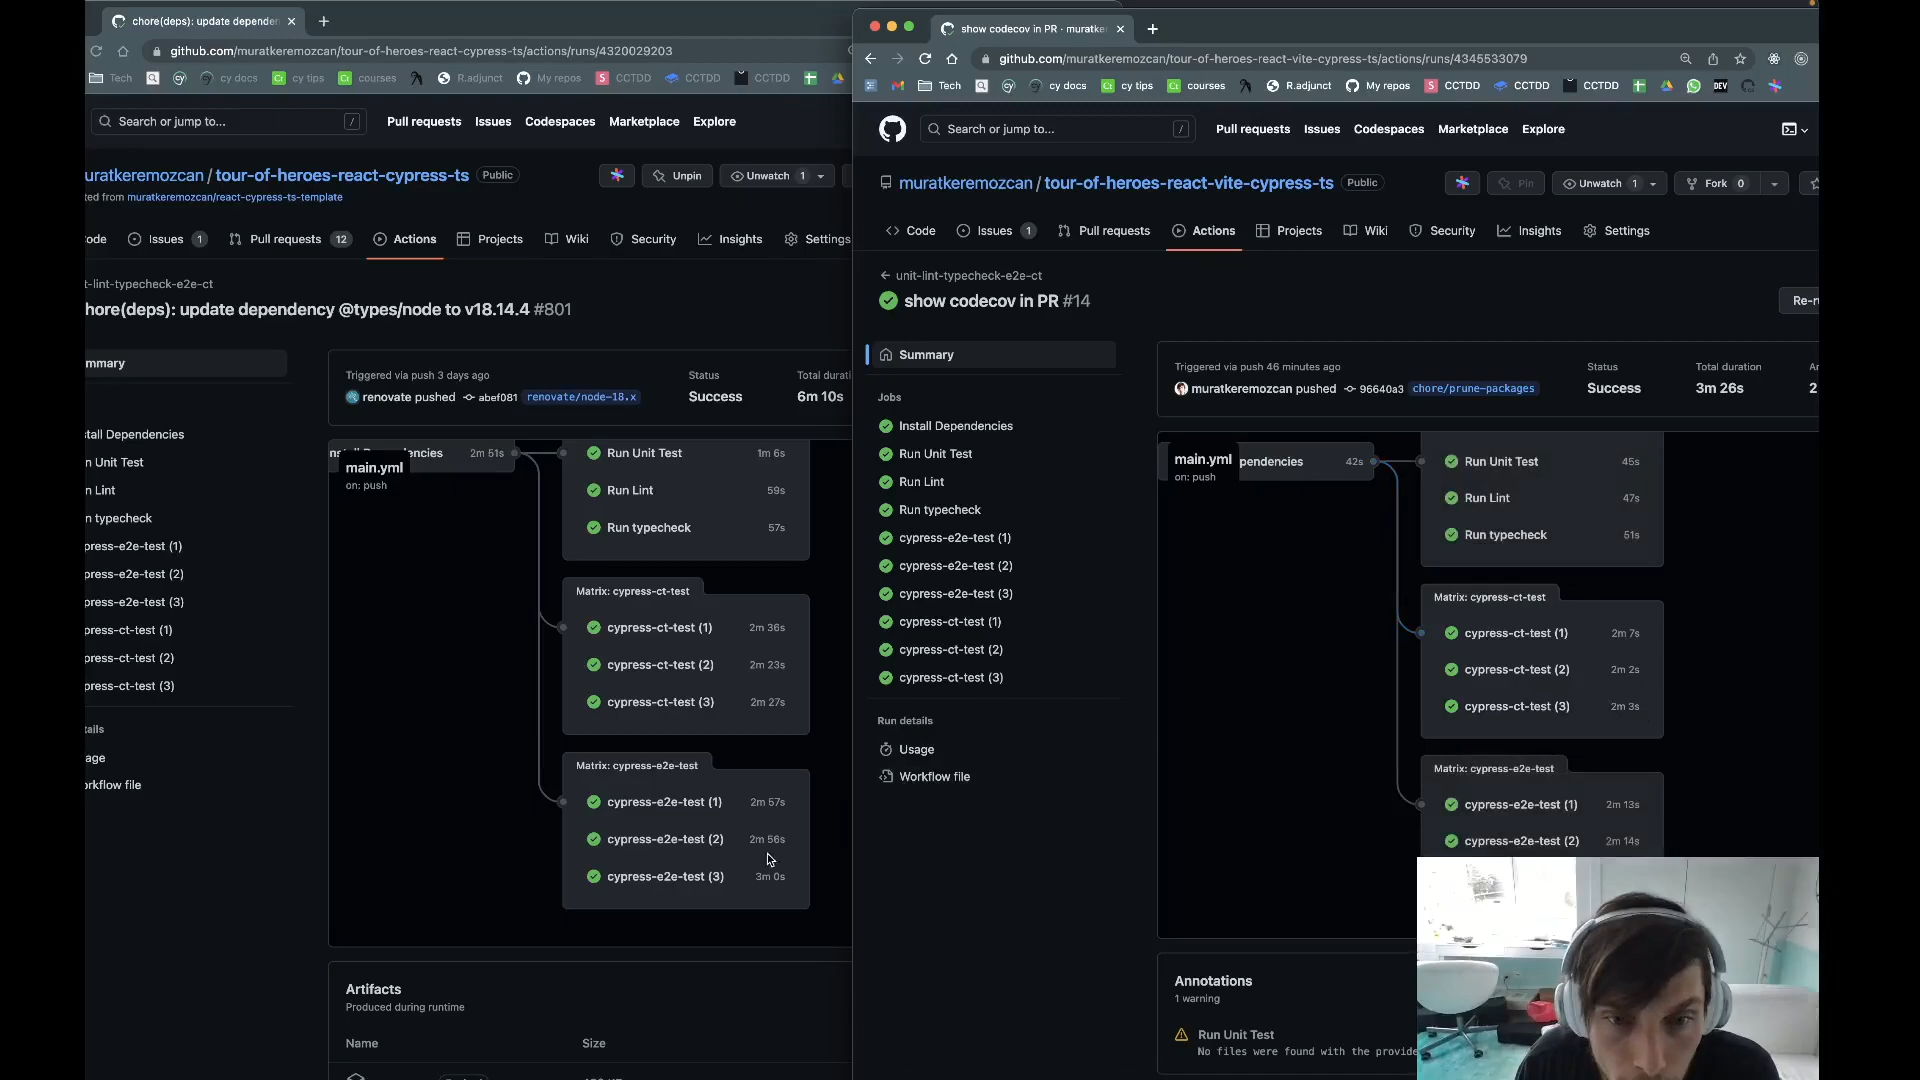 chore(deps): update dependen
github.com/muratkeremozcan/tour-of-heroes-react-cypress-ts/actions/runs/4320029203
Tech
cy docs
cy tips
courses
R.adjunct
My repos
CCTDD
CCTDD
CCTDD
Search or jump to...
/
Pull requests
Issues
Codespaces
Marketplace
Explore
uratkeremozcan / tour-of-heroes-react-cypress-ts
Public
Unpin
Unwatch 1
ted from muratkeremozcan/react-cypress-ts-template
ode
Issues 1
Pull requests 12
Actions
Projects
Wiki
Security
Insights
Settings
t-lint-typecheck-e2e-ct
hore(deps): update dependency @types/node to v18.14.4 #801
mmary
Triggered via push 3 days ago
renovate pushed abef081 renovate/node-18.x
Status
Success
Total durati
6m 10s
stall Dependencies
n Unit Test
n Lint
n typecheck
press-e2e-test (1)
press-e2e-test (2)
press-e2e-test (3)
press-ct-test (1)
press-ct-test (2)
press-ct-test (3)
tails
age
orkflow file
main.yml
on: push
encies 2m 51s
Run Unit Test 1m 6s
Run Lint 59s
Run typecheck 57s
Matrix: cypress-ct-test
cypress-ct-test (1) 2m 36s
cypress-ct-test (2) 2m 23s
cypress-ct-test (3) 2m 27s
Matrix: cypress-e2e-test
cypress-e2e-test (1) 2m 57s
cypress-e2e-test (2) 2m 56s
cypress-e2e-test (3) 3m 0s
Artifacts
Produced during runtime
Name
Size
show codecov in PR · muratke
github.com/muratkeremozcan/tour-of-heroes-react-vite-cypress-ts/actions/runs/4345533079
Tech
cy docs
cy tips
courses
R.adjunct
My repos
CCTDD
CCTDD
CCTDD
DEV
Search or jump to...
/
Pull requests
Issues
Codespaces
Marketplace
Explore
muratkeremozcan / tour-of-heroes-react-vite-cypress-ts
Public
Pin
Unwatch 1
Fork 0
Code
Issues 1
Pull requests
Actions
Projects
Wiki
Security
Insights
Settings
unit-lint-typecheck-e2e-ct
show codecov in PR #14
Re-r
Summary
Jobs
Install Dependencies
Run Unit Test
Run Lint
Run typecheck
cypress-e2e-test (1)
cypress-e2e-test (2)
cypress-e2e-test (3)
cypress-ct-test (1)
cypress-ct-test (2)
cypress-ct-test (3)
Run details
Usage
Workflow file
Triggered via push 46 minutes ago
muratkeremozcan pushed 96640a3 chore/prune-packages
Status
Success
Total duration
3m 26s
Ar
2
main.yml
on: push
pendencies 42s
Run Unit Test 45s
Run Lint 47s
Run typecheck 51s
Matrix: cypress-ct-test
cypress-ct-test (1) 2m 7s
cypress-ct-test (2) 2m 2s
cypress-ct-test (3) 2m 3s
Matrix: cypress-e2e-test
cypress-e2e-test (1) 2m 13s
cypress-e2e-test (2) 2m 14s
Annotations
1 warning
Run Unit Test
No files were found with the provide